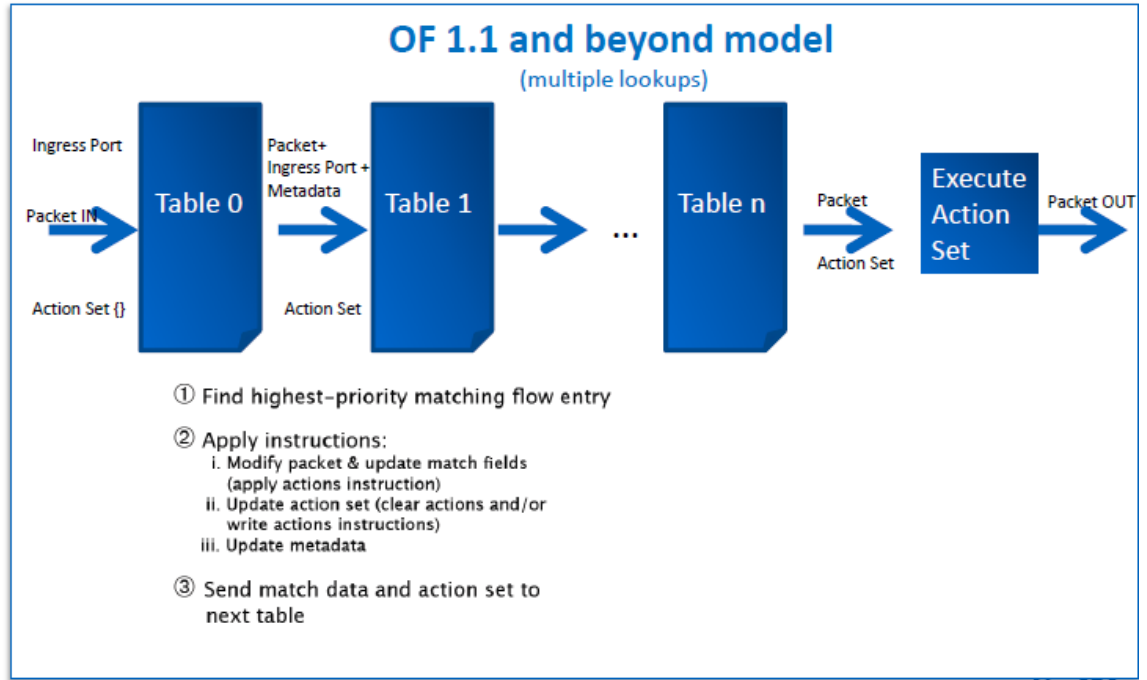 OF 1.1 and beyond model
(multiple lookups)
Ingress Port
Packet IN
Action Set {}
Table 0
Packet+
Ingress Port +
Metadata
Action Set
Table 1
...
Table n
Packet
Action Set
Execute
Action
Set
Packet OUT
① Find highest-priority matching flow entry
② Apply instructions:
i. Modify packet & update match fields
(apply actions instruction)
ii. Update action set (clear actions and/or
write actions instructions)
iii. Update metadata
③ Send match data and action set to
next table